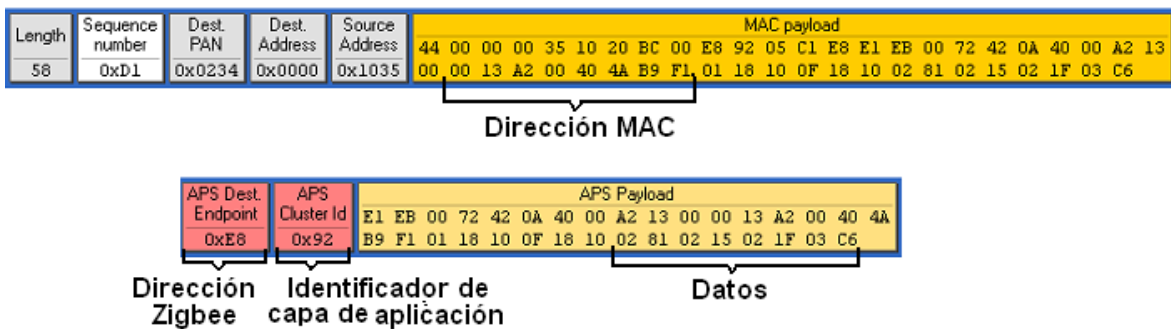 Length
58
Sequence
number
0xD1
Dest.
PAN
0x0234
Dest.
Address
0x0000
Source
Address
0x1035
MAC payload
44 00 00 00 35 10 20 BC 00 E8 92 05 C1 E8 E1 EB 00 72 42 0A 40 00 A2 13
00 00 13 A2 00 40 4A B9 F1 01 18 10 0F 18 10 02 81 02 15 02 1F 03 C6
Dirección MAC
APS Dest.
Endpoint
0xE8
APS
Cluster Id
0x92
APS Payload
E1 EB 00 72 42 0A 40 00 A2 13 00 00 13 A2 00 40 4A
B9 F1 01 18 10 0F 18 10 02 81 02 15 02 1F 03 C6
Dirección
Zigbee
Identificador de
capa de aplicación
Datos